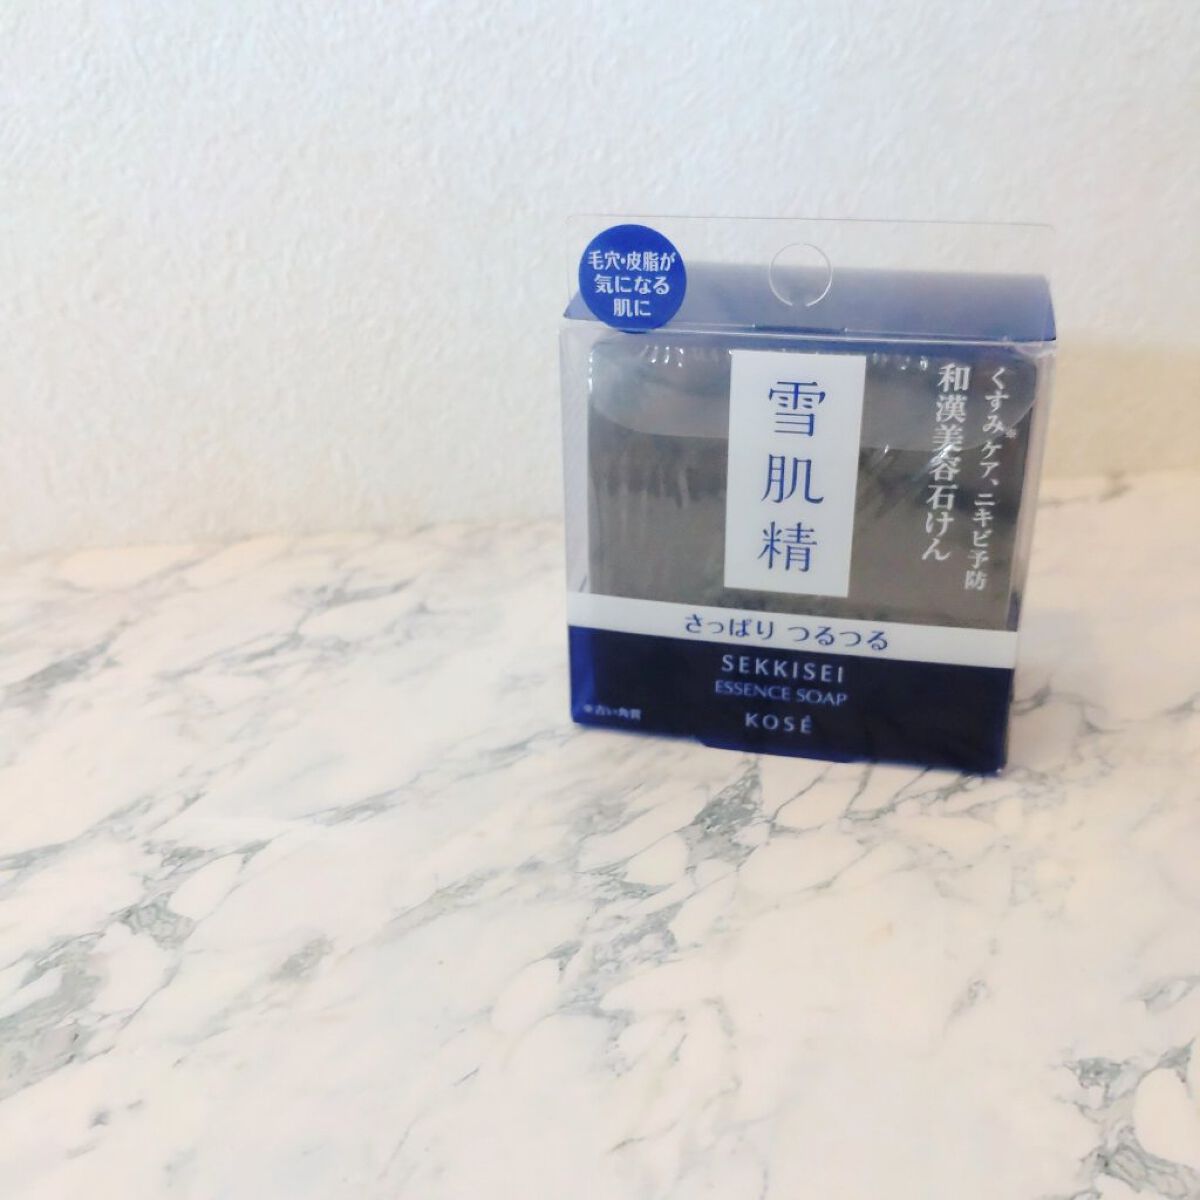 毛穴・皮脂が
気になる
肌に
くすみ※ケア、ニキビ予防
和漢美容石けん
雪肌精
さっぱり つるつる
SEKKISEI
ESSENCE SOAP
KOSÉ
※古い角質